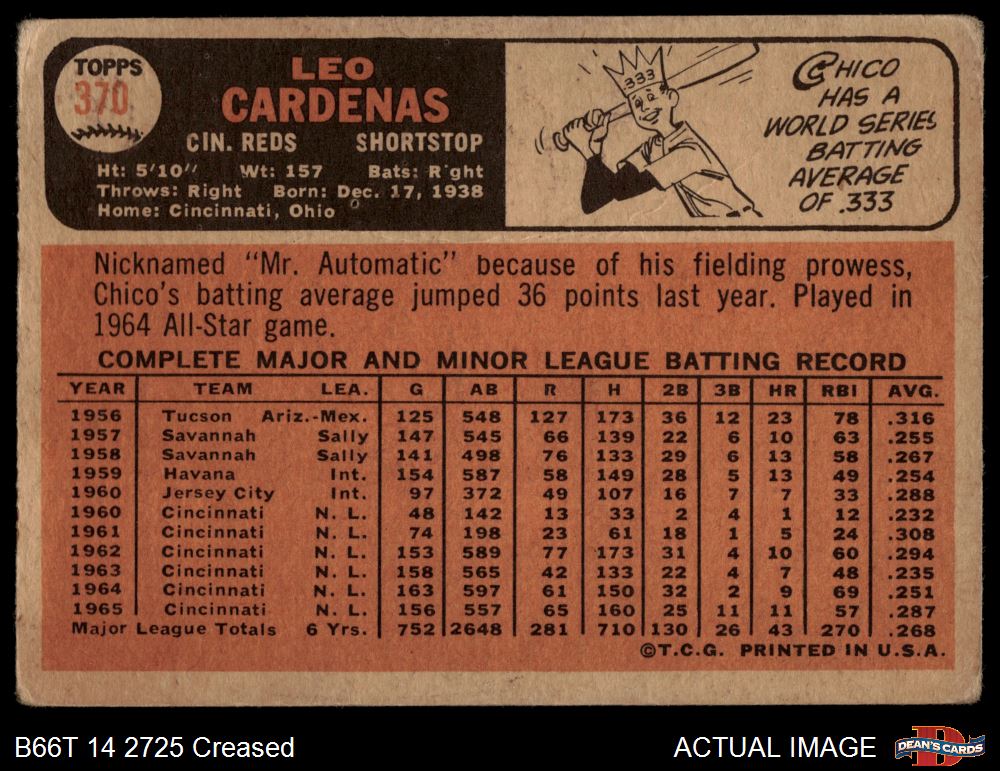 TOPPS
370
LEO
CARDENAS
CIN. REDS SHORTSTOP
Ht: 5'10" Wt: 157 Bats: R'ght
Throws: Right Born: Dec. 17, 1938
Home: Cincinnati, Ohio
.333
CHICO
HAS A
WORLD SERIES
BATTING
AVERAGE
OF .333
Nicknamed "Mr. Automatic" because of his fielding prowess,
Chico's batting average jumped 36 points last year. Played in
1964 All-Star game.
COMPLETE MAJOR AND MINOR LEAGUE BATTING RECORD
YEAR TEAM LEA. G AB R H 2B 3B HR RBI AVG.
1956 Tucson Ariz.-Mex. 125 548 127 173 36 12 23 78 .316
1957 Savannah Sally 147 545 66 139 22 6 10 63 .255
1958 Savannah Sally 141 498 76 133 29 6 13 58 .267
1959 Havana Int. 154 587 58 149 28 5 13 49 .254
1960 Jersey City Int. 97 372 49 107 16 7 7 33 .288
1960 Cincinnati N. L. 48 142 13 33 2 4 1 12 .232
1961 Cincinnati N. L. 74 198 23 61 18 1 5 24 .308
1962 Cincinnati N. L. 153 589 77 173 31 4 10 60 .294
1963 Cincinnati N. L. 158 565 42 133 22 4 7 48 .235
1964 Cincinnati N. L. 163 597 61 150 32 2 9 69 .251
1965 Cincinnati N. L. 156 557 65 160 25 11 11 57 .287
Major League Totals 6 Yrs. 752 2648 281 710 130 26 43 270 .268
©T.C.G. PRINTED IN U.S.A.
B66T 14 2725 Creased
ACTUAL IMAGE
D
DEAN'S CARDS